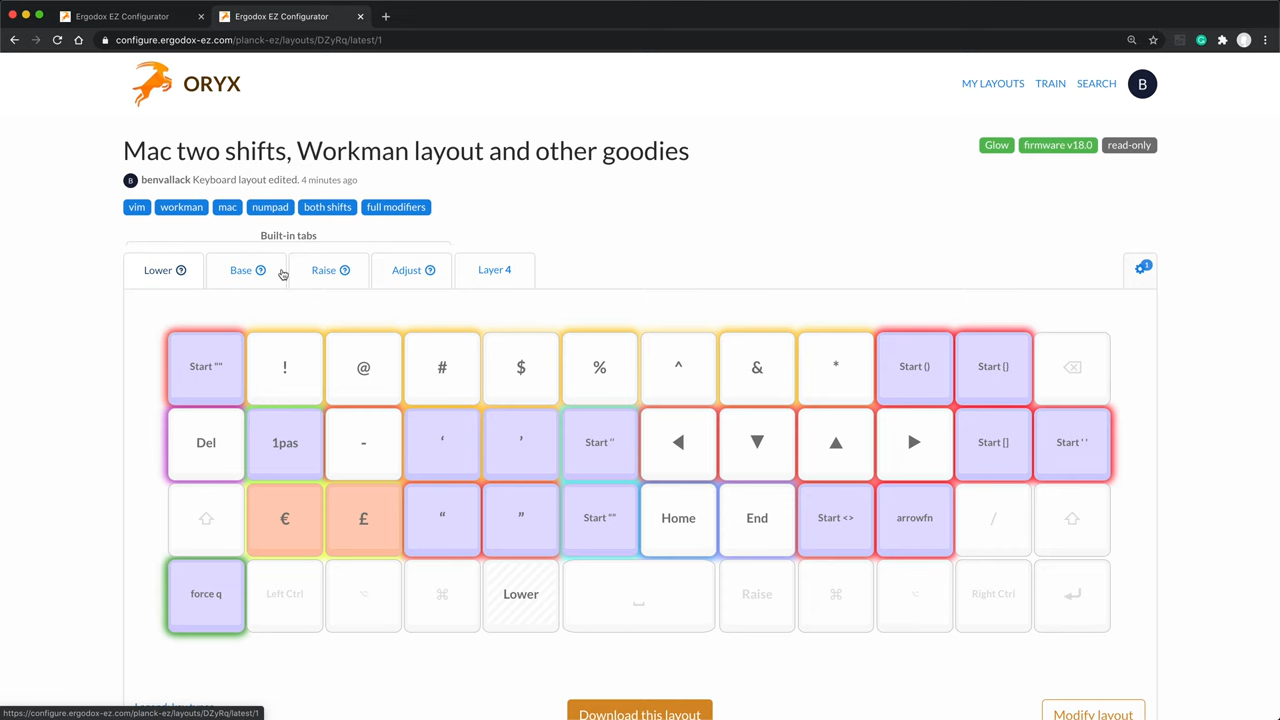 Ergodox EZ Configurator
Ergodox EZ Configurator
configure.ergodox-ez.com/planck-ez/layouts/DZyRq/latest/1
ORYX
MY LAYOUTS TRAIN SEARCH B
Mac two shifts, Workman layout and other goodies
Glow firmware v18.0 read-only
B benvallack Keyboard layout edited. 4 minutes ago
vim workman mac numpad both shifts full modifiers
Built-in tabs
Lower ? Base ? Raise ? Adjust ? Layer 4 1
Start "" ! @ # $ % ^ & * Start () Start {}
Del 1pas - ‘ ’ Start '' Start [] Start ' '
€ £ “ ” Start “” Home End Start <> arrowfn /
force q Left Ctrl ⌥ ⌘ Lower Raise ⌘ ⌥ Right Ctrl
Download this layout Modify layout
https://configure.ergodox-ez.com/planck-ez/layouts/DZyRq/latest/1